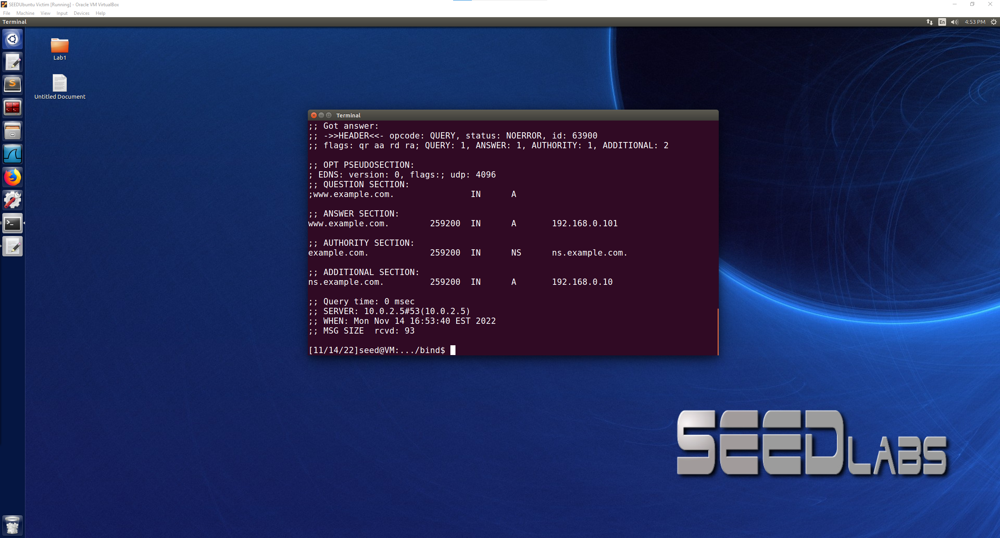 SEEDUbuntu Victim [Running] - Oracle VM VirtualBox
File Machine View Input Devices Help
Terminal En 4:53 PM
Lab1
Untitled Document
Terminal
;; Got answer:
;; ->>HEADER<<- opcode: QUERY, status: NOERROR, id: 63900
;; flags: qr aa rd ra; QUERY: 1, ANSWER: 1, AUTHORITY: 1, ADDITIONAL: 2
;; OPT PSEUDOSECTION:
; EDNS: version: 0, flags:; udp: 4096
;; QUESTION SECTION:
;www.example.com. IN A
;; ANSWER SECTION:
www.example.com. 259200 IN A 192.168.0.101
;; AUTHORITY SECTION:
example.com. 259200 IN NS ns.example.com.
;; ADDITIONAL SECTION:
ns.example.com. 259200 IN A 192.168.0.10
;; Query time: 0 msec
;; SERVER: 10.0.2.5#53(10.0.2.5)
;; WHEN: Mon Nov 14 16:53:40 EST 2022
;; MSG SIZE rcvd: 93
[11/14/22]seed@VM:.../bind$
SEEDLABS